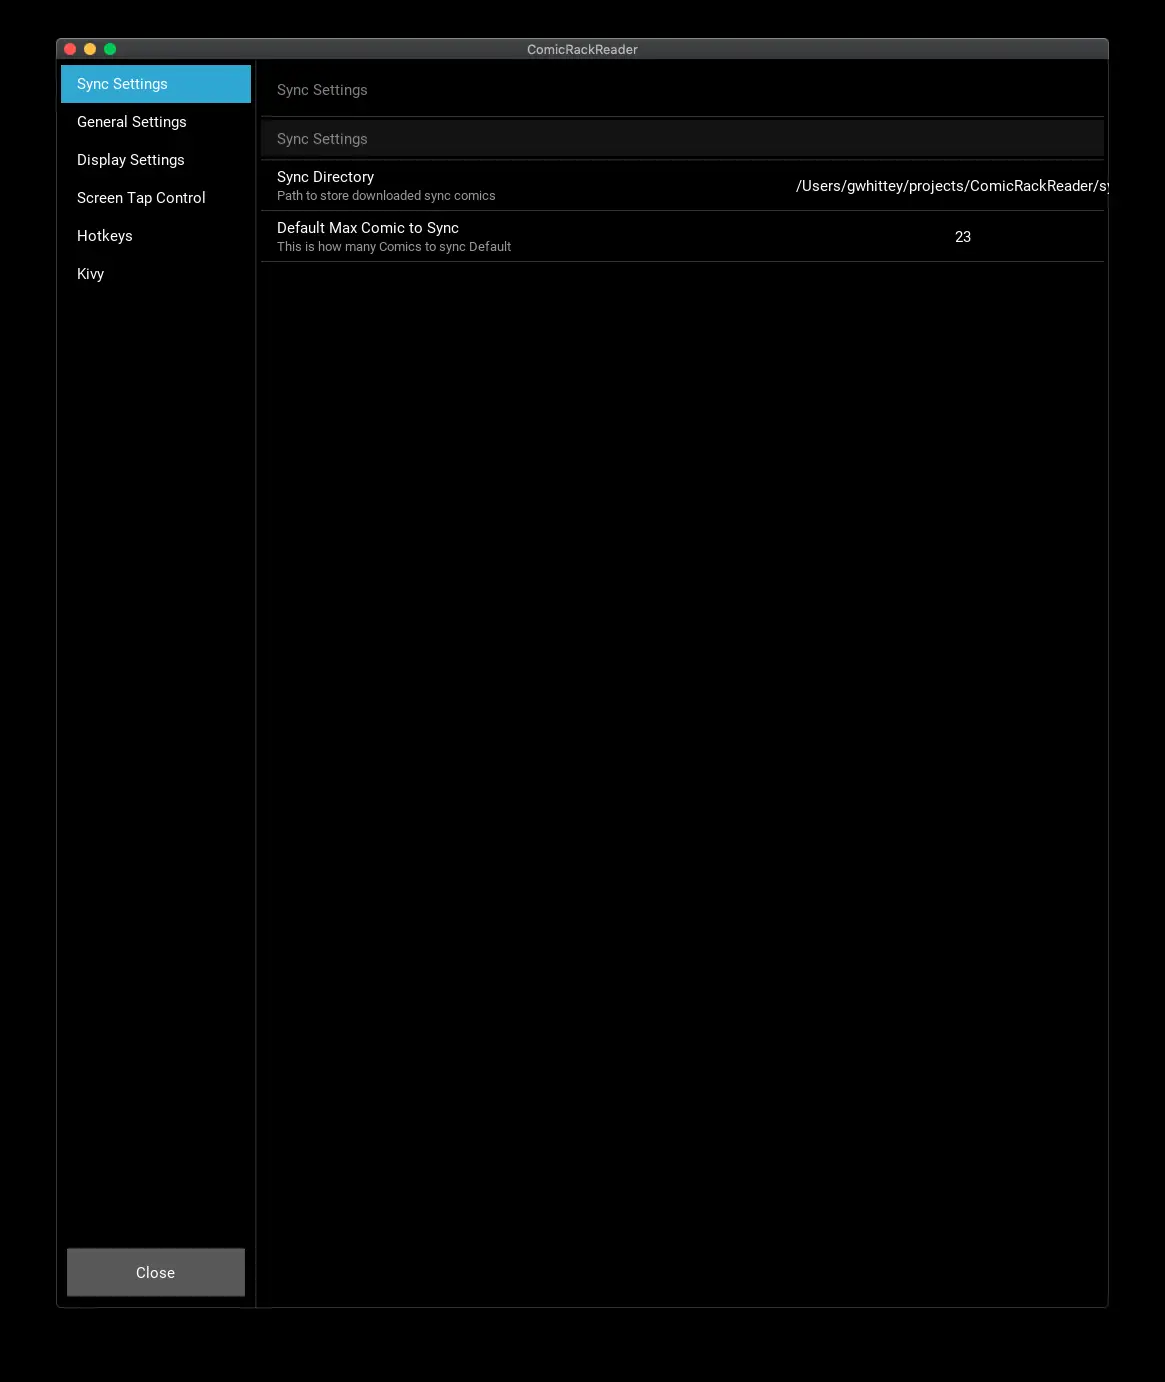 ComicRackReader
Sync Settings
General Settings
Display Settings
Screen Tap Control
Hotkeys
Kivy
Close
Sync Settings
Sync Settings
Sync Directory
Path to store downloaded sync comics
/Users/gwhittey/projects/ComicRackReader/sy
Default Max Comic to Sync
This is how many Comics to sync Default
23